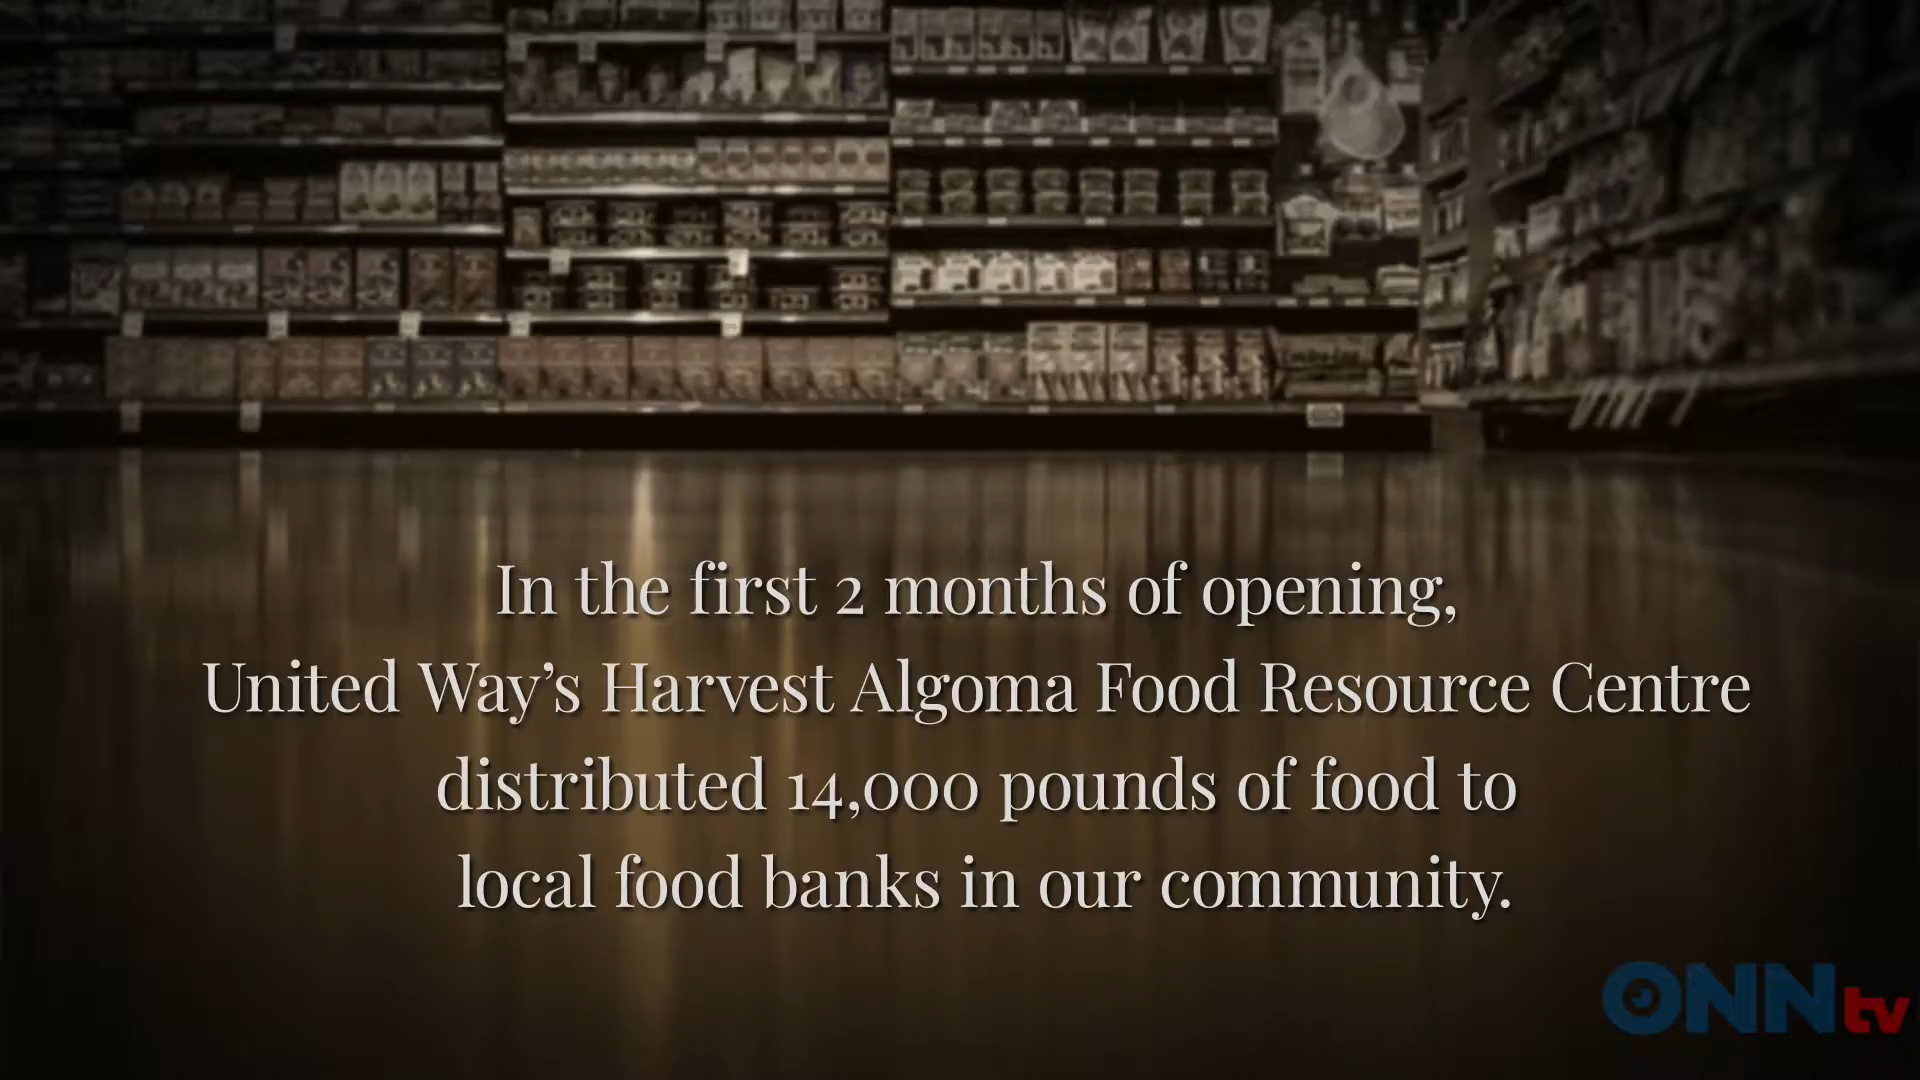 In the first 2 months of opening,
United Way’s Harvest Algoma Food Resource Centre
distributed 14,000 pounds of food to
local food banks in our community.
ONNtv